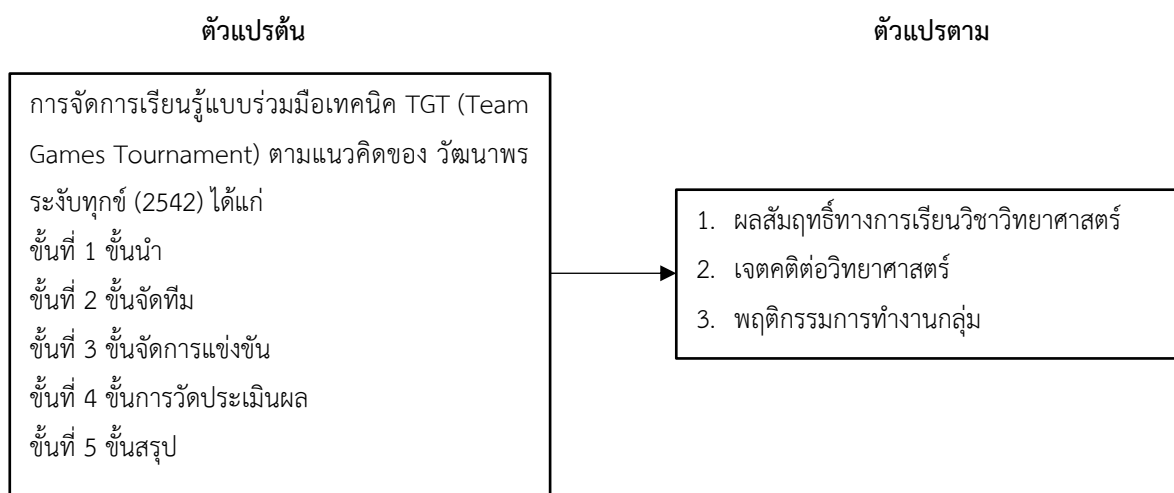 ตัวแปรต้น
ตัวแปรตาม
การจัดการเรียนรู้แบบร่วมมือเทคนิค TGT (Team
Games Tournament) ตามแนวคิดของ วัฒนาพร
ระงับทุกข์ (2542) ได้แก่
ขั้นที่ 1 ขั้นนำ
ขั้นที่ 2 ขั้นจัดทีม
ขั้นที่ 3 ขั้นจัดการแข่งขัน
ขั้นที่ 4 ขั้นการวัดประเมินผล
ขั้นที่ 5 ขั้นสรุป
1. ผลสัมฤทธิ์ทางการเรียนวิชาวิทยาศาสตร์
2. เจตคติต่อวิทยาศาสตร์
3. พฤติกรรมการทำงานกลุ่ม